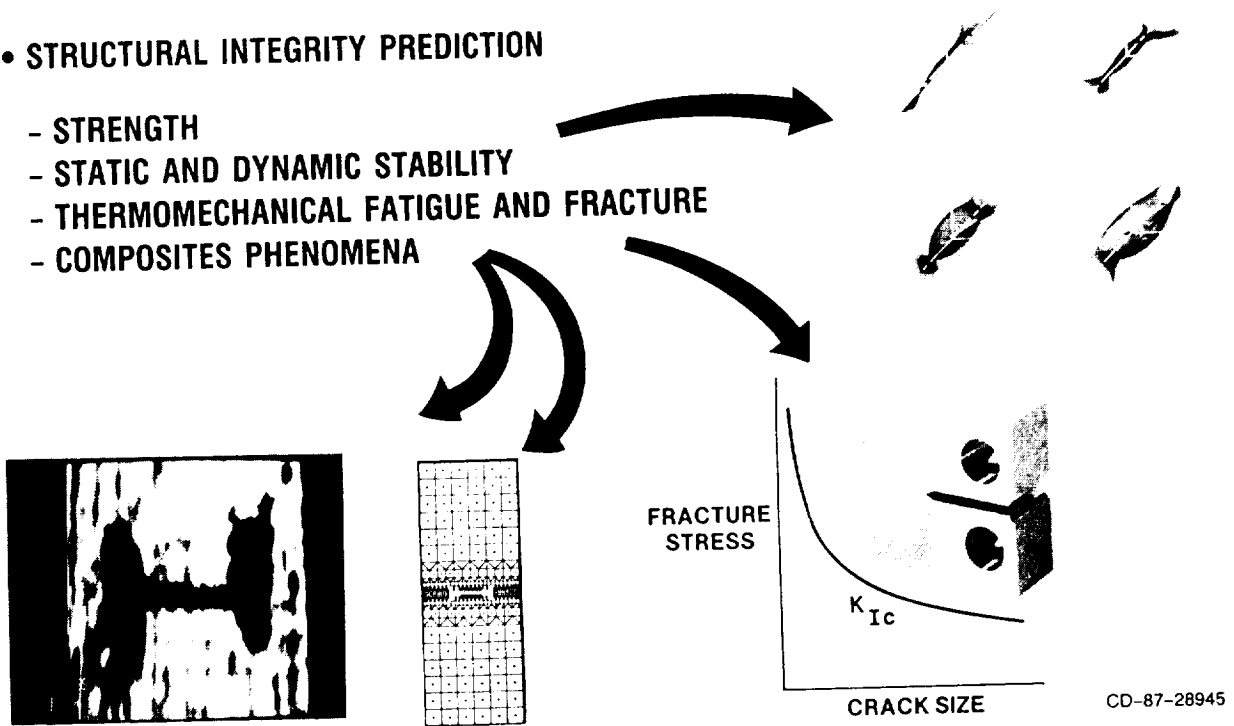 • STRUCTURAL INTEGRITY PREDICTION
– STRENGTH
– STATIC AND DYNAMIC STABILITY
– THERMOMECHANICAL FATIGUE AND FRACTURE
– COMPOSITES PHENOMENA
FRACTURE
STRESS
KIc
CRACK SIZE
CD-87-28945